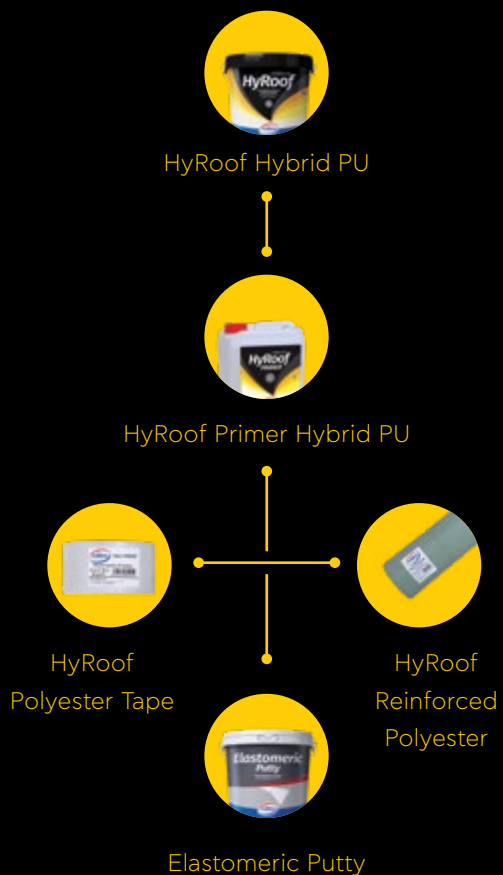 HyRoof
HyRoof Hybrid PU
HyRoof
PRIMER
HyRoof Primer Hybrid PU
HyRoof
Polyester Tape
HyRoof
Reinforced
Polyester
Elastomeric
Putty
Elastomeric Putty